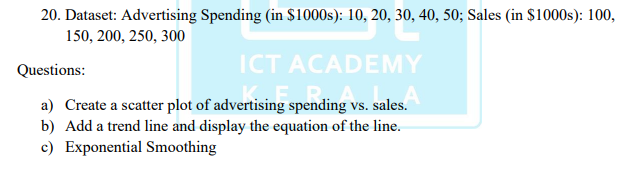 20. Dataset: Advertising Spending (in $1000s): 10, 20, 30, 40, 50; Sales (in $1000s): 100,
150, 200, 250, 300
ICT ACADEMY
KERALA
Questions:
a) Create a scatter plot of advertising spending vs. sales.
b) Add a trend line and display the equation of the line.
c) Exponential Smoothing